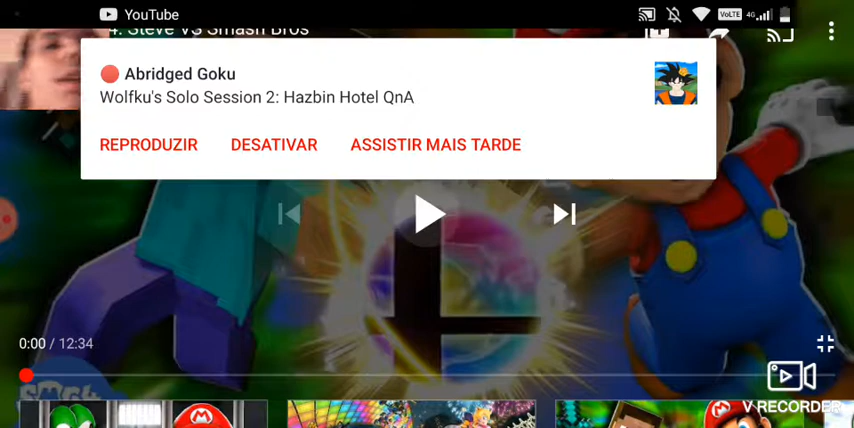 YouTube
VoLTE 4G
4. Steve VS Smash Bros
Abridged Goku
Wolfku's Solo Session 2: Hazbin Hotel QnA
REPRODUZIR DESATIVAR ASSISTIR MAIS TARDE
0:00 / 12:34
SMG4
V RECORDER